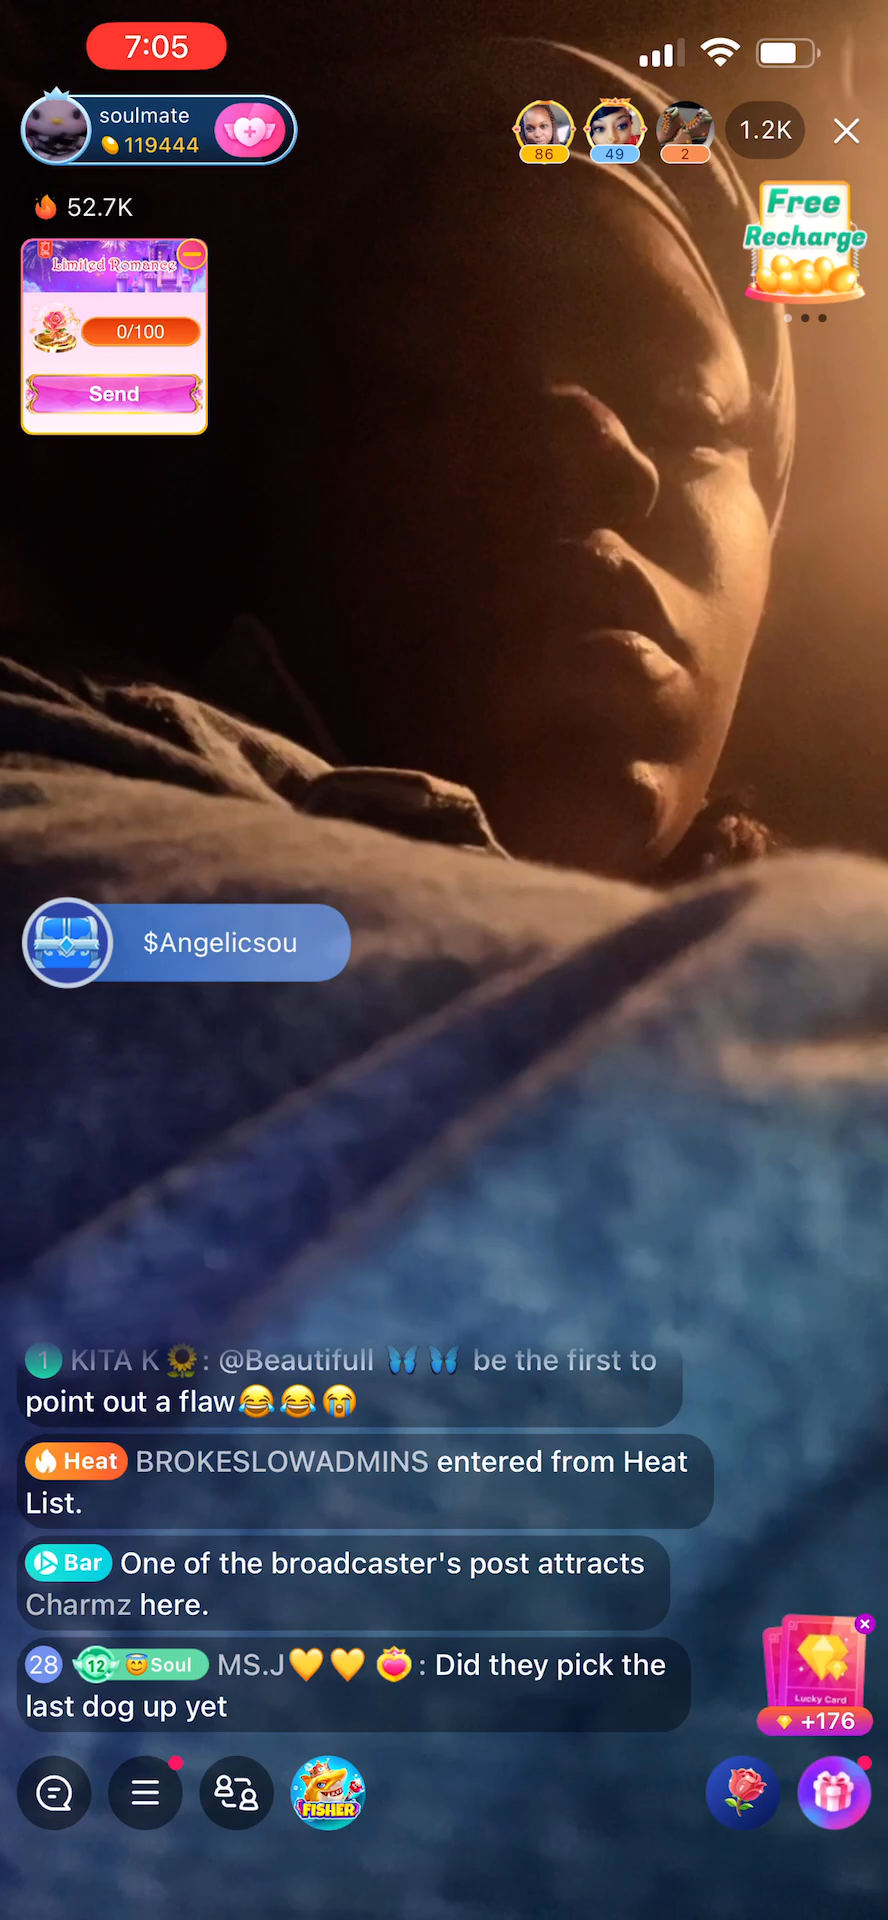 7:05
soulmate
119444
86
49
2
1.2K
52.7K
Free
Recharge
Limited Romance
0/100
Send
$Angelicsou
1 KITA K🌻: @Beautifull 🦋 🦋 be the first to
point out a flaw😂😂😭
Heat BROKESLOWADMINS entered from Heat
List.
Bar One of the broadcaster's post attracts
Charmz here.
28 12 😇Soul MS.J💛💛 : Did they pick the
last dog up yet
Lucky Card
+176
FISHER